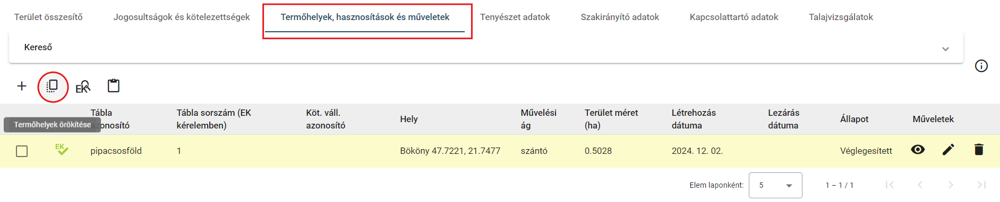 Terület összesítő Jogosultságok és kötelezettségek Termőhelyek, hasznosítások és műveletek Tenyészet adatok Szakirányító adatok Kapcsolattartó adatok Talajvizsgálatok
Kereső
EK
Tábla azonosító Tábla sorszám (EK kérelemben) Köt. váll. azonosító Hely Művelési ág Terület méret (ha) Létrehozás dátuma Lezárás dátuma Állapot Műveletek
Termőhelyek örökítése
EK pipacsosföld 1 Bököny 47.7221, 21.7477 szántó 0.5028 2024. 12. 02. Véglegesített
Elem laponként: 5 1 – 1 / 1